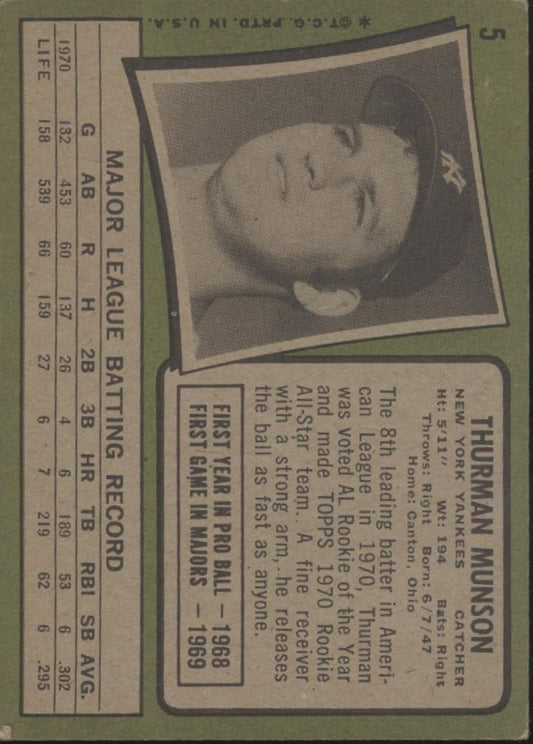 5
THURMAN MUNSON
NEW YORK YANKEES CATCHER
Ht: 5'11" Wt: 194 Bats: Right
Throws: Right Born: 6/7/47
Home: Canton, Ohio
The 8th leading batter in Ameri-
can League in 1970, Thurman
was voted AL Rookie of the Year
and made TOPPS 1970 Rookie
All-Star team. A fine receiver
with a strong arm, he releases
the ball as fast as anyone.
FIRST YEAR IN PRO BALL — 1968
FIRST GAME IN MAJORS — 1969
NY
MAJOR LEAGUE BATTING RECORD
G AB R H 2B 3B HR TB RBI SB AVG.
1970 132 453 60 137 26 4 6 189 53 6 .302
LIFE 158 539 66 159 27 6 7 219 62 6 .295
*©T.C.G. PRTD. IN U.S.A.